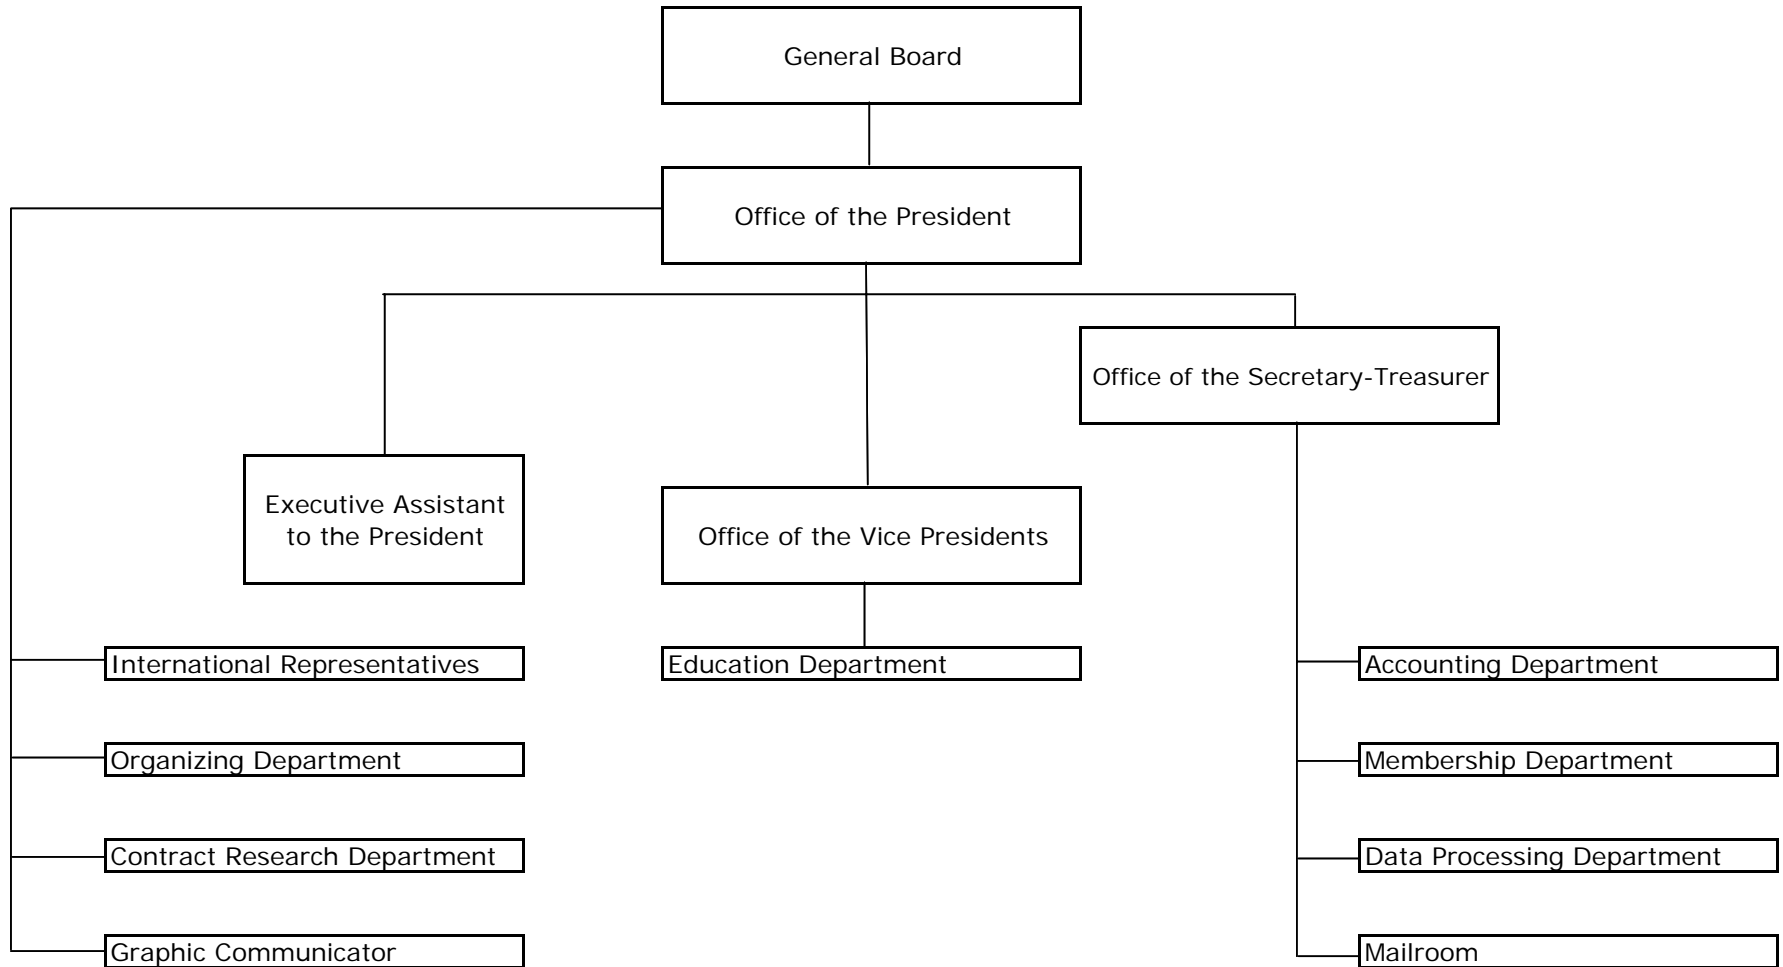 General Board
Office of the President
Office of the Secretary-Treasurer
Executive Assistant
to the President
Office of the Vice Presidents
International Representatives
Education Department
Accounting Department
Organizing Department
Membership Department
Contract Research Department
Data Processing Department
Graphic Communicator
Mailroom